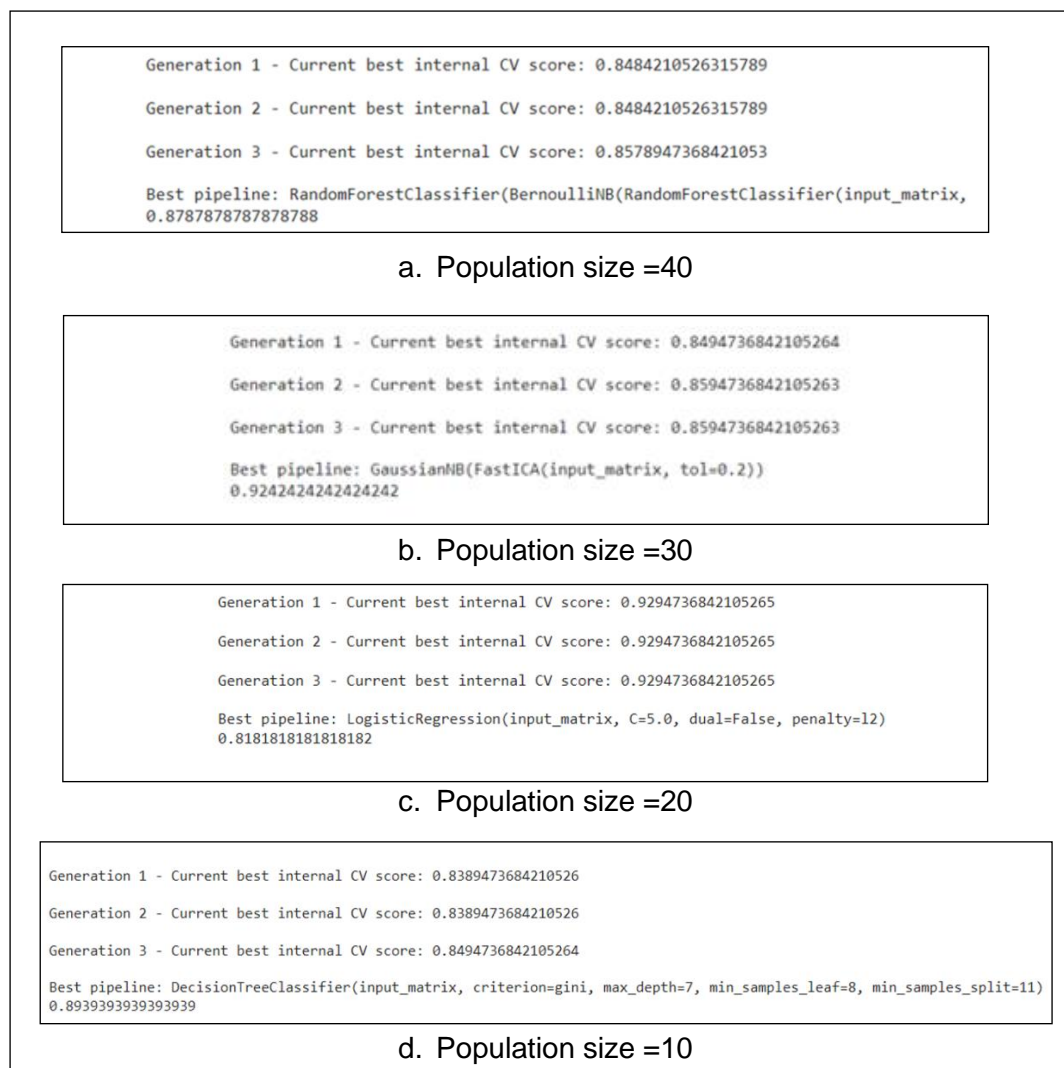 Generation 1 - Current best internal CV score: 0.8484210526315789
Generation 2 - Current best internal CV score: 0.8484210526315789
Generation 3 - Current best internal CV score: 0.8578947368421053
Best pipeline: RandomForestClassifier(BernoulliNB(RandomForestClassifier(input_matrix,
0.8787878787878788
a. Population size =40
Generation 1 - Current best internal CV score: 0.8494736842105264
Generation 2 - Current best internal CV score: 0.8594736842105263
Generation 3 - Current best internal CV score: 0.8594736842105263
Best pipeline: GaussianNB(FastICA(input_matrix, tol=0.2))
0.9242424242424242
b. Population size =30
Generation 1 - Current best internal CV score: 0.9294736842105265
Generation 2 - Current best internal CV score: 0.9294736842105265
Generation 3 - Current best internal CV score: 0.9294736842105265
Best pipeline: LogisticRegression(input_matrix, C=5.0, dual=False, penalty=l2)
0.8181818181818182
c. Population size =20
Generation 1 - Current best internal CV score: 0.8389473684210526
Generation 2 - Current best internal CV score: 0.8389473684210526
Generation 3 - Current best internal CV score: 0.8494736842105264
Best pipeline: DecisionTreeClassifier(input_matrix, criterion=gini, max_depth=7, min_samples_leaf=8, min_samples_split=11)
0.8939393939393939
d. Population size =10